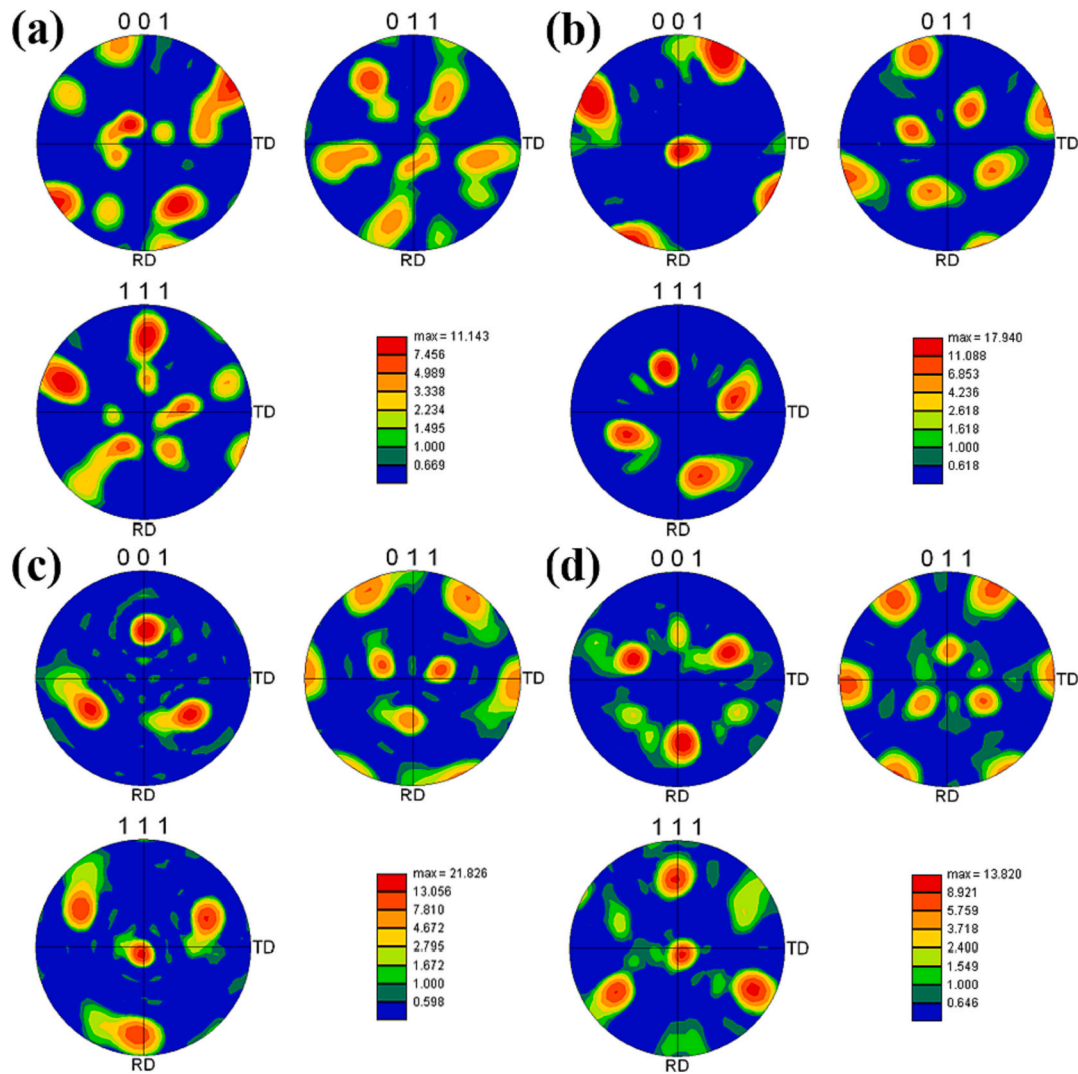 (a)
0 0 1
TD
RD
0 1 1
TD
RD
1 1 1
TD
RD
max = 11.143
7.456
4.989
3.338
2.234
1.495
1.000
0.669
(b)
0 0 1
TD
RD
0 1 1
TD
RD
1 1 1
TD
RD
max = 17.940
11.088
6.853
4.236
2.618
1.618
1.000
0.618
(c)
0 0 1
TD
RD
0 1 1
TD
RD
1 1 1
TD
RD
max = 21.826
13.056
7.810
4.672
2.795
1.672
1.000
0.598
(d)
0 0 1
TD
RD
0 1 1
TD
RD
1 1 1
TD
RD
max = 13.820
8.921
5.759
3.718
2.400
1.549
1.000
0.646